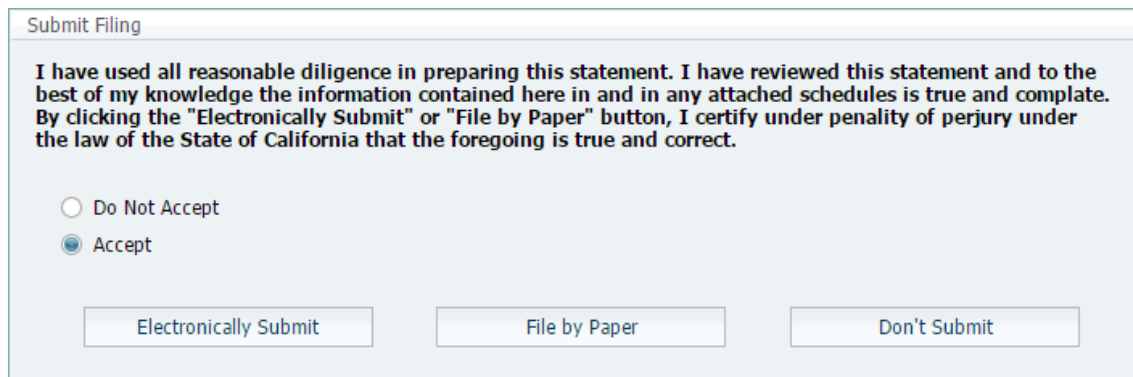 Submit Filing
I have used all reasonable diligence in preparing this statement. I have reviewed this statement and to the
best of my knowledge the information contained here in and in any attached schedules is true and complate.
By clicking the "Electronically Submit" or "File by Paper" button, I certify under penality of perjury under
the law of the State of California that the foregoing is true and correct.
Do Not Accept
Accept
Electronically Submit File by Paper Don't Submit